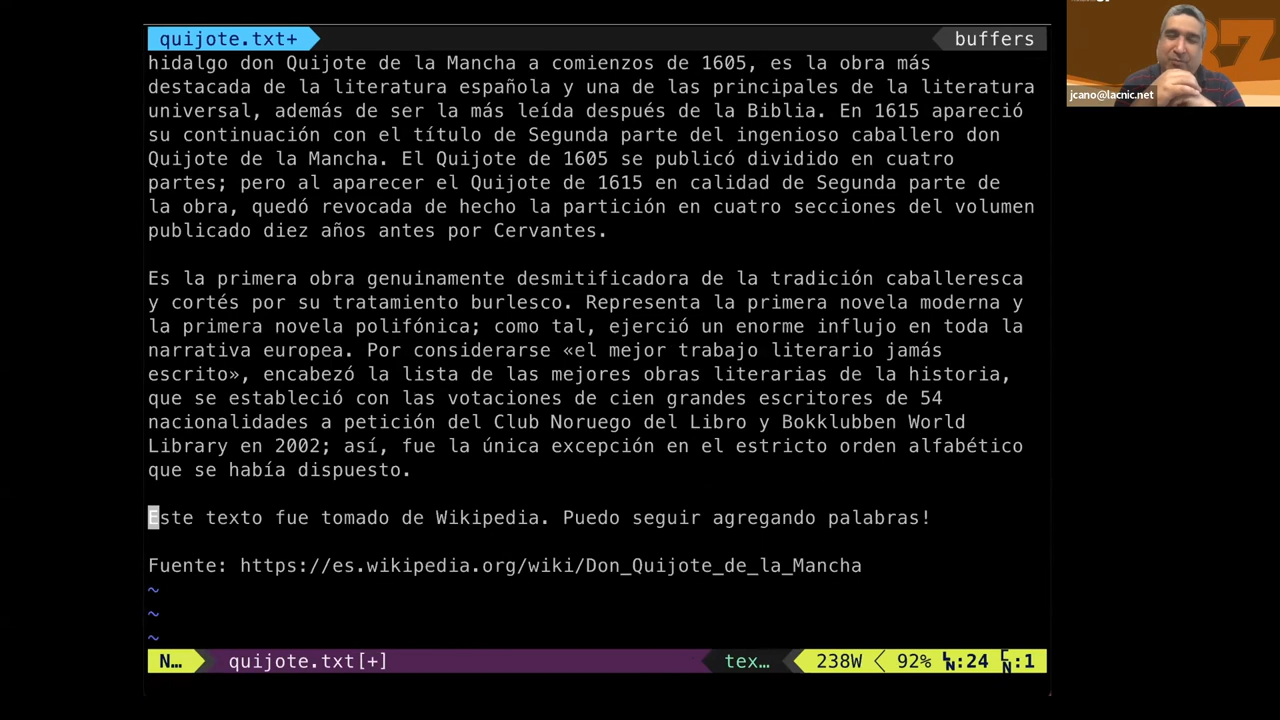 quijote.txt+
buffers
hidalgo don Quijote de la Mancha a comienzos de 1605, es la obra más
destacada de la literatura española y una de las principales de la literatura
universal, además de ser la más leída después de la Biblia. En 1615 apareció
su continuación con el título de Segunda parte del ingenioso caballero don
Quijote de la Mancha. El Quijote de 1605 se publicó dividido en cuatro
partes; pero al aparecer el Quijote de 1615 en calidad de Segunda parte de
la obra, quedó revocada de hecho la partición en cuatro secciones del volumen
publicado diez años antes por Cervantes.
Es la primera obra genuinamente desmitificadora de la tradición caballeresca
y cortés por su tratamiento burlesco. Representa la primera novela moderna y
la primera novela polifónica; como tal, ejerció un enorme influjo en toda la
narrativa europea. Por considerarse «el mejor trabajo literario jamás
escrito», encabezó la lista de las mejores obras literarias de la historia,
que se estableció con las votaciones de cien grandes escritores de 54
nacionalidades a petición del Club Noruego del Libro y Bokklubben World
Library en 2002; así, fue la única excepción en el estricto orden alfabético
que se había dispuesto.
Este texto fue tomado de Wikipedia. Puedo seguir agregando palabras!
Fuente: https://es.wikipedia.org/wiki/Don_Quijote_de_la_Mancha
~
~
~
N… quijote.txt[+] tex… 238W 92% LN:24 CN:1
jcano@lacnic.net